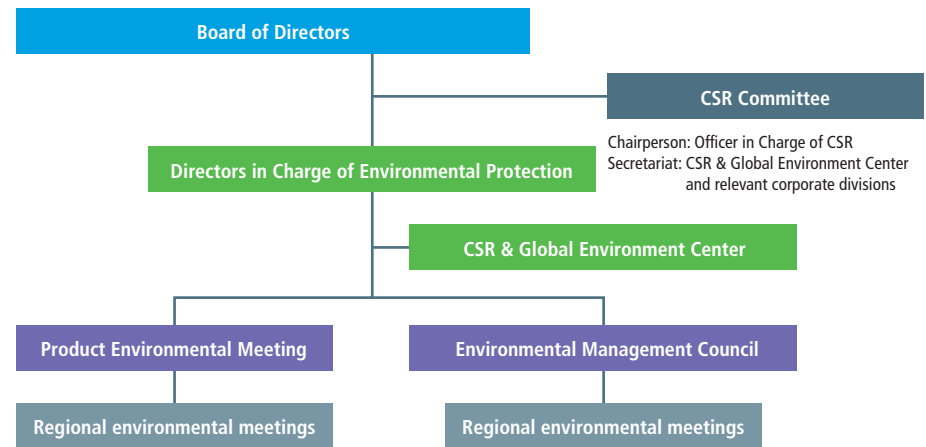 Board of Directors
CSR Committee
Chairperson: Officer in Charge of CSR
Secretariat: CSR & Global Environment Center
and relevant corporate divisions
Directors in Charge of Environmental Protection
CSR & Global Environment Center
Product Environmental Meeting
Environmental Management Council
Regional environmental meetings
Regional environmental meetings